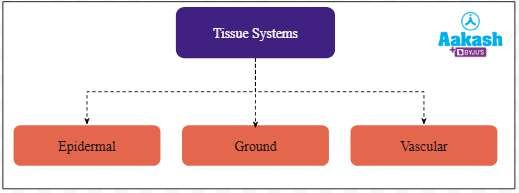 Tissue Systems
Aakash
BYJU'S
Epidermal
Ground
Vascular